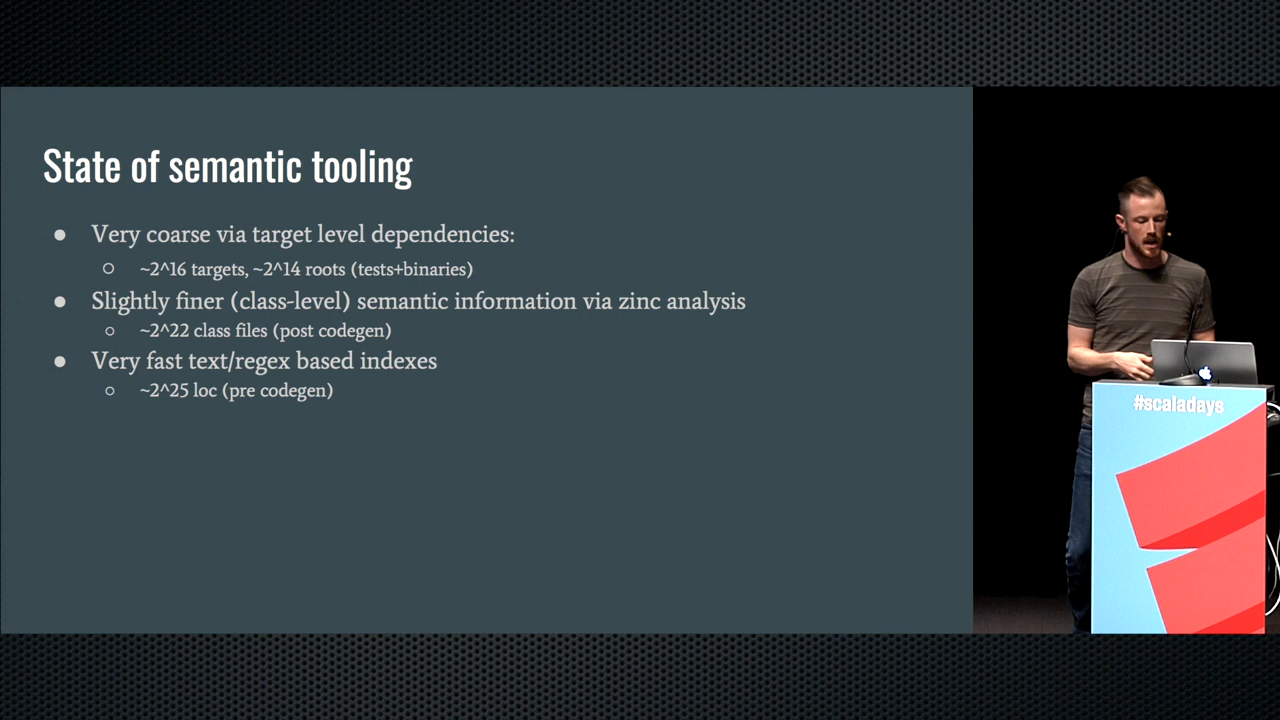 State of semantic tooling
● Very coarse via target level dependencies:
○ ~2^16 targets, ~2^14 roots (tests+binaries)
● Slightly finer (class-level) semantic information via zinc analysis
○ ~2^22 class files (post codegen)
● Very fast text/regex based indexes
○ ~2^25 loc (pre codegen)
#scaladays